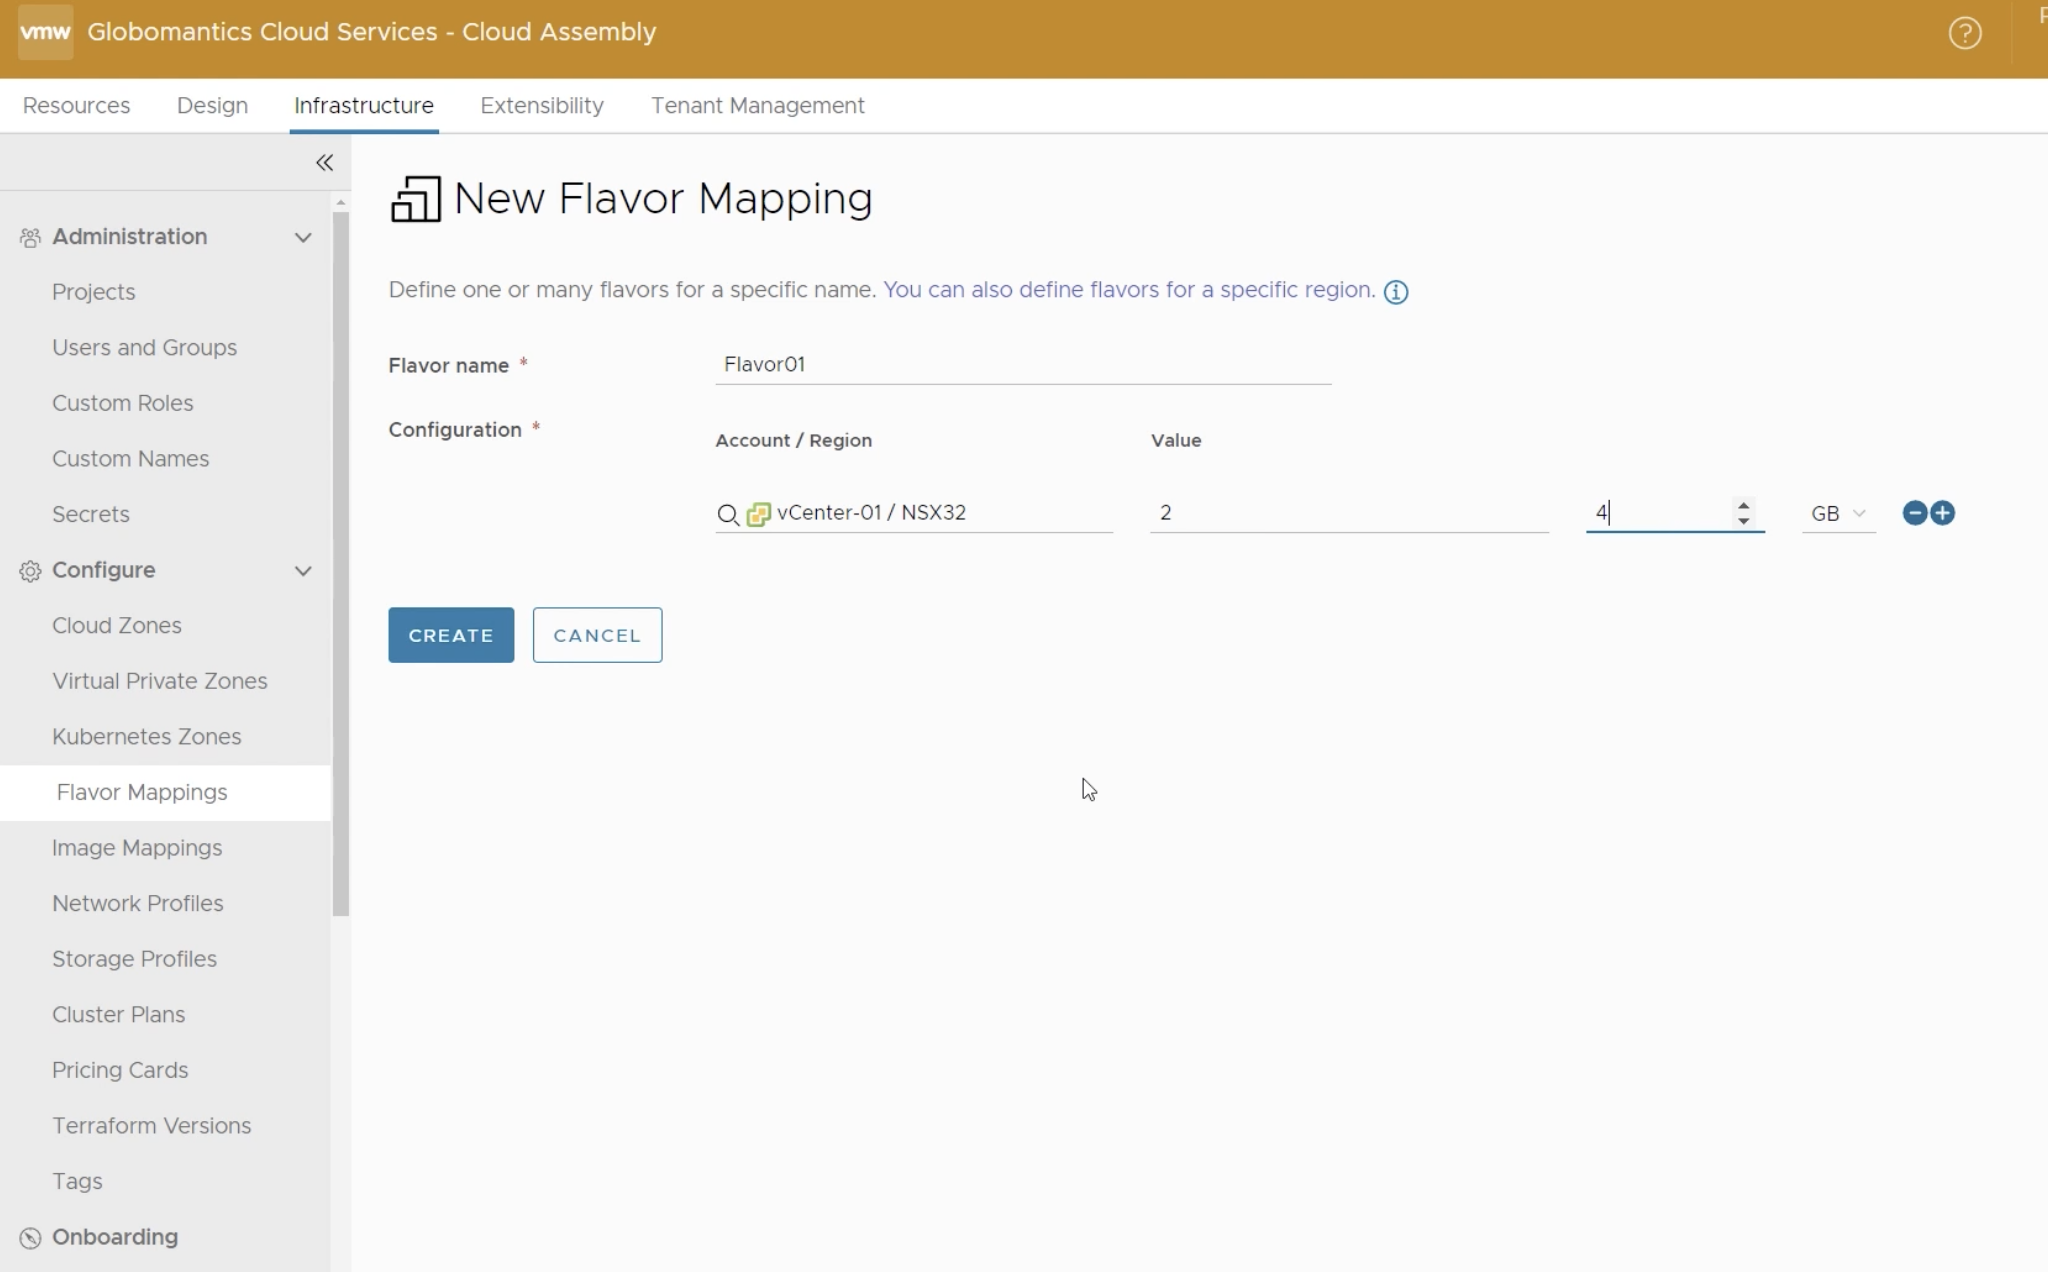 vmw Globomantics Cloud Services - Cloud Assembly
Resources Design Infrastructure Extensibility Tenant Management
Administration
Projects
Users and Groups
Custom Roles
Custom Names
Secrets
Configure
Cloud Zones
Virtual Private Zones
Kubernetes Zones
Flavor Mappings
Image Mappings
Network Profiles
Storage Profiles
Cluster Plans
Pricing Cards
Terraform Versions
Tags
Onboarding
New Flavor Mapping
Define one or many flavors for a specific name. You can also define flavors for a specific region.
Flavor name * Flavor01
Configuration *
Account / Region Value
vCenter-01 / NSX32 2 4 GB
CREATE CANCEL